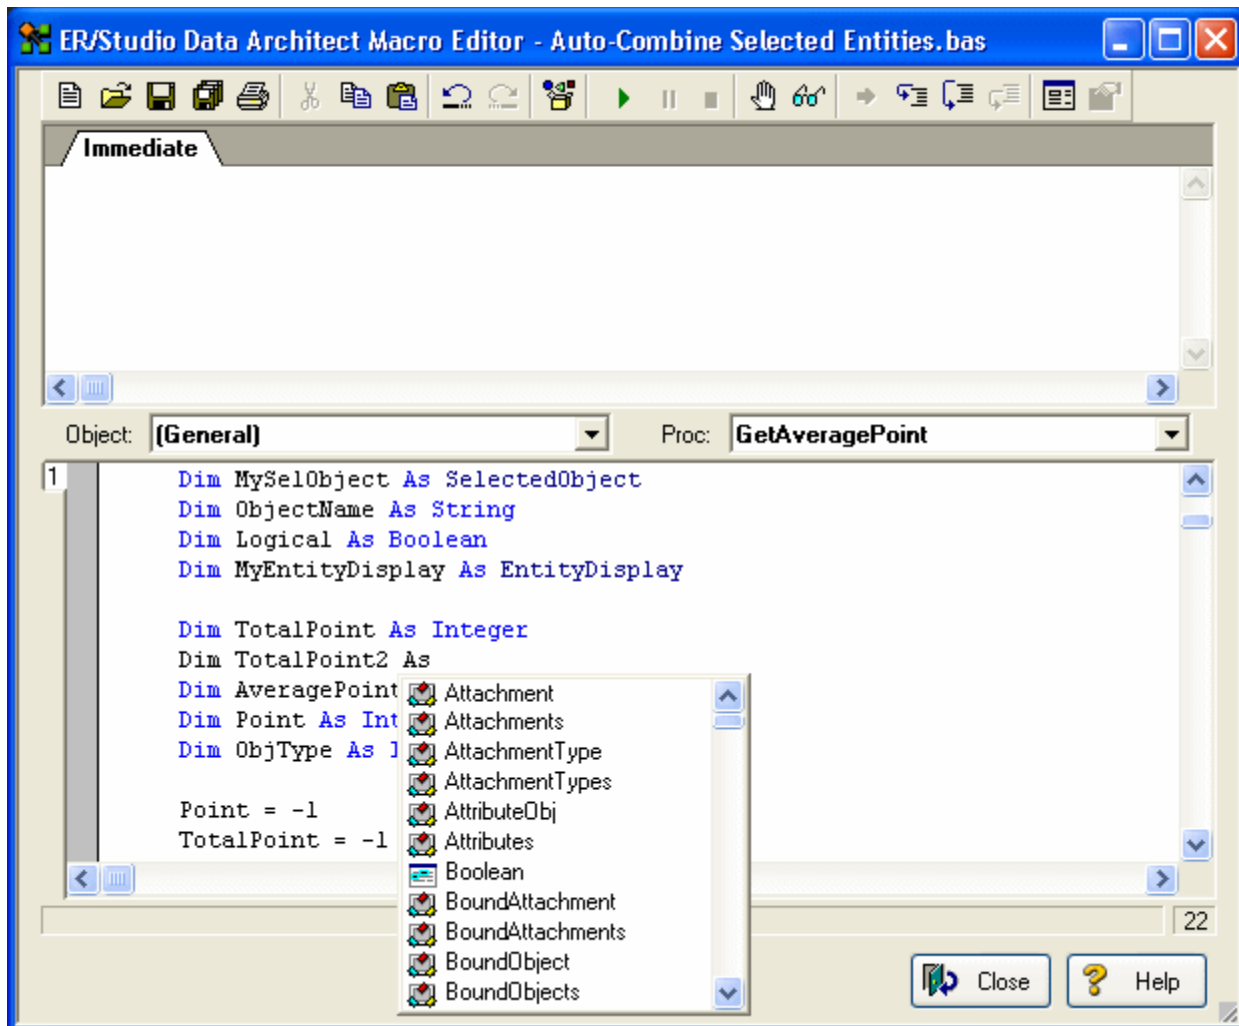 ER/Studio Data Architect Macro Editor - Auto-Combine Selected Entities.bas
Immediate
Object: (General) Proc: GetAveragePoint
1
Dim MySelObject As SelectedObject
Dim ObjectName As String
Dim Logical As Boolean
Dim MyEntityDisplay As EntityDisplay
Dim TotalPoint As Integer
Dim TotalPoint2 As
Dim AveragePoint
Dim Point As Int
Dim ObjType As
Point = -1
TotalPoint = -1
Attachment
Attachments
AttachmentType
AttachmentTypes
AttributeObj
Attributes
Boolean
BoundAttachment
BoundAttachments
BoundObject
BoundObjects
22
Close Help